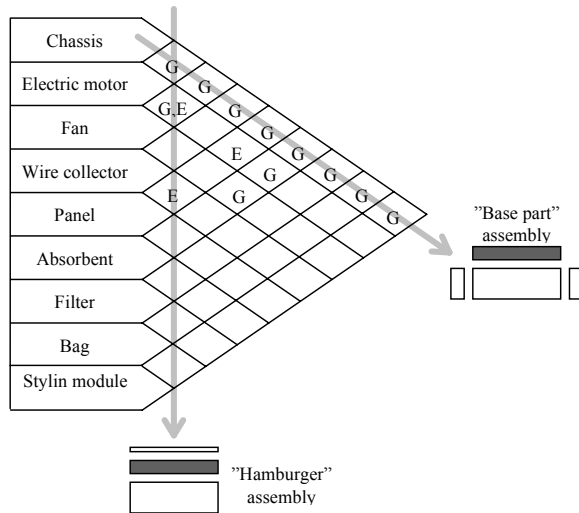 Chassis
G
Electric motor
G
G,E
G
Fan
G
E
G
Wire collector
G
G
E
G
G
Panel
G
"Base part"
assembly
Absorbent
Filter
Bag
Stylin module
"Hamburger"
assembly